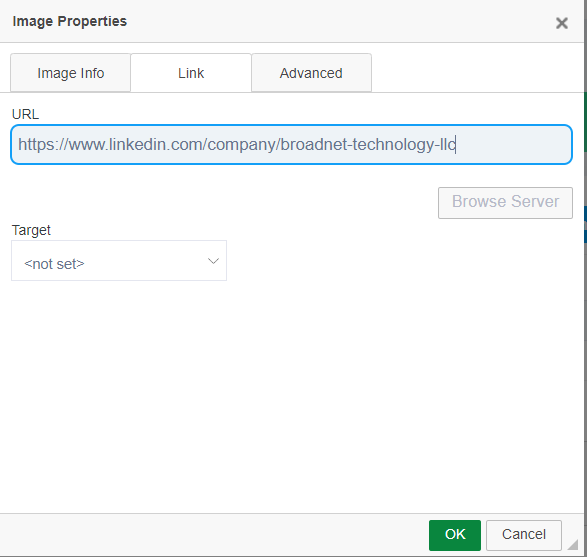 Image Properties
Image Info
Link
Advanced
URL
https://www.linkedin.com/company/broadnet-technology-llc
Browse Server
Target
<not set>
OK
Cancel